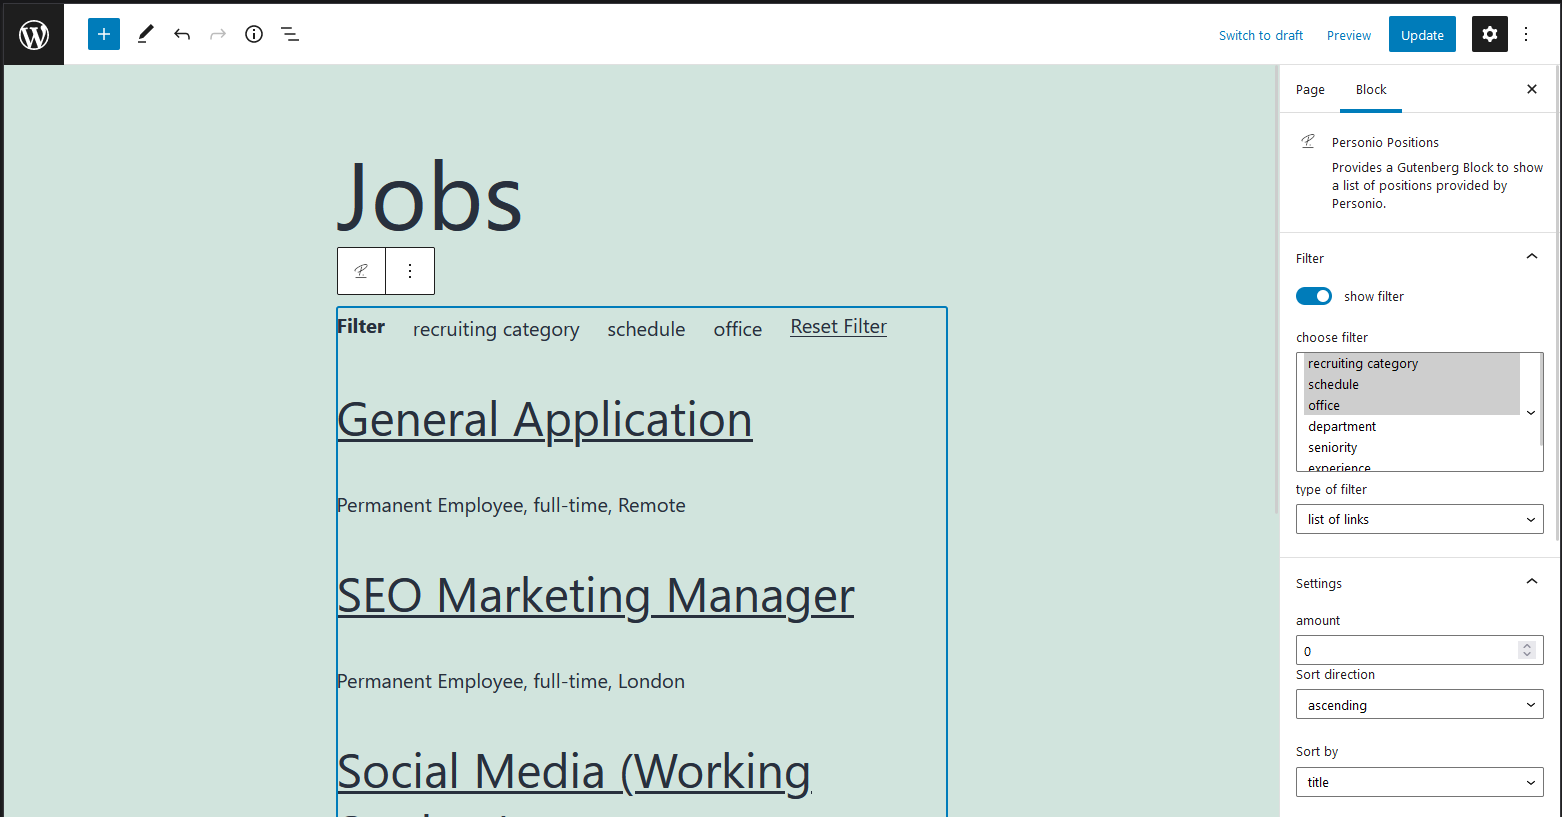 Switch to draft Preview Update
Page Block
Jobs
Personio Positions
Provides a Gutenberg Block to show
a list of positions provided by
Personio.
Filter recruiting category schedule office Reset Filter
General Application
Permanent Employee, full-time, Remote
SEO Marketing Manager
Permanent Employee, full-time, London
Social Media (Working
Filter
show filter
choose filter
recruiting category
schedule
office
department
seniority
experience
type of filter
list of links
Settings
amount
0
Sort direction
ascending
Sort by
title